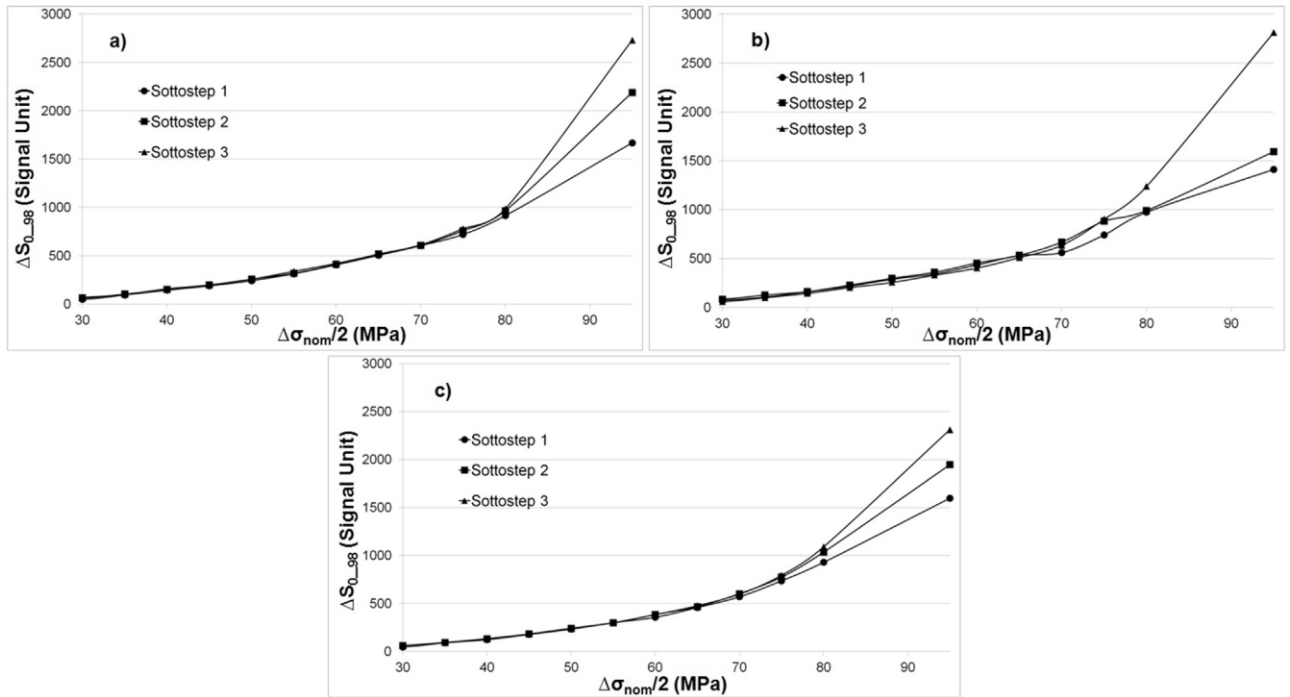 a)
3000
2500
2000
1500
1000
500
0
ΔS0_98 (Signal Unit)
Sottostep 1
Sottostep 2
Sottostep 3
30 40 50 60 70 80 90
Δσnom/2 (MPa)
b)
3000
2500
2000
1500
1000
500
0
ΔS0_98 (Signal Unit)
Sottostep 1
Sottostep 2
Sottostep 3
30 40 50 60 70 80 90
Δσnom/2 (MPa)
c)
3000
2500
2000
1500
1000
500
0
ΔS0_98 (Signal Unit)
Sottostep 1
Sottostep 2
Sottostep 3
30 40 50 60 70 80 90
Δσnom/2 (MPa)